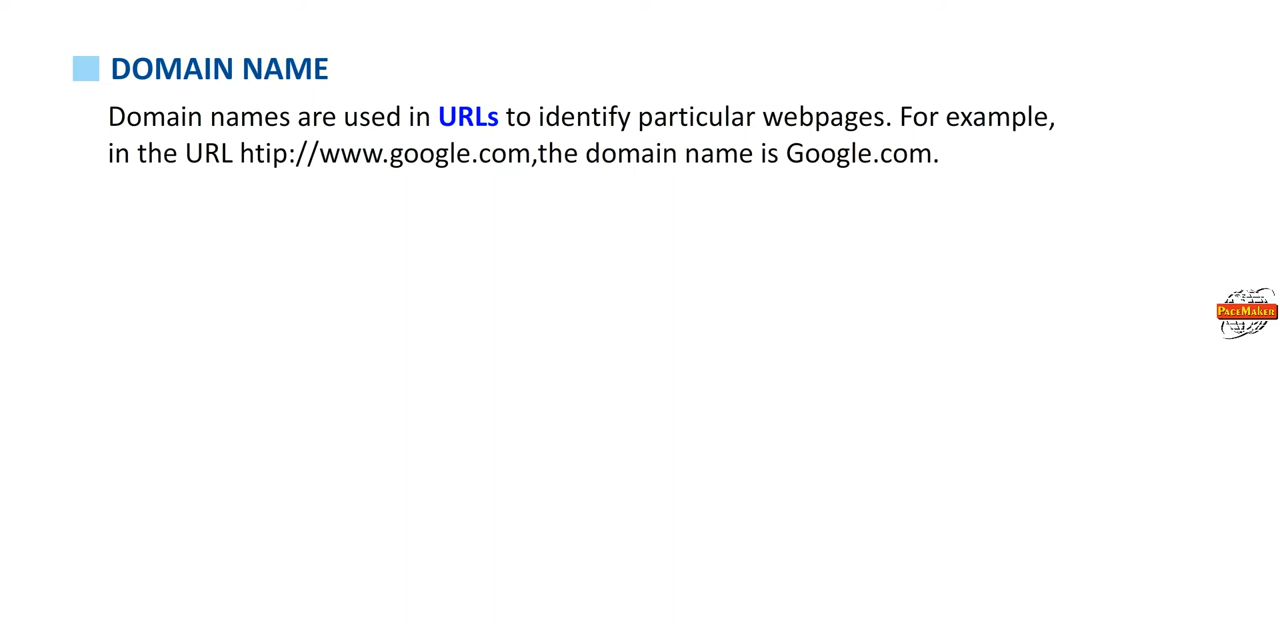 DOMAIN NAME
Domain names are used in URLs to identify particular webpages. For example,
in the URL htip://www.google.com,the domain name is Google.com.
PACEMAKER